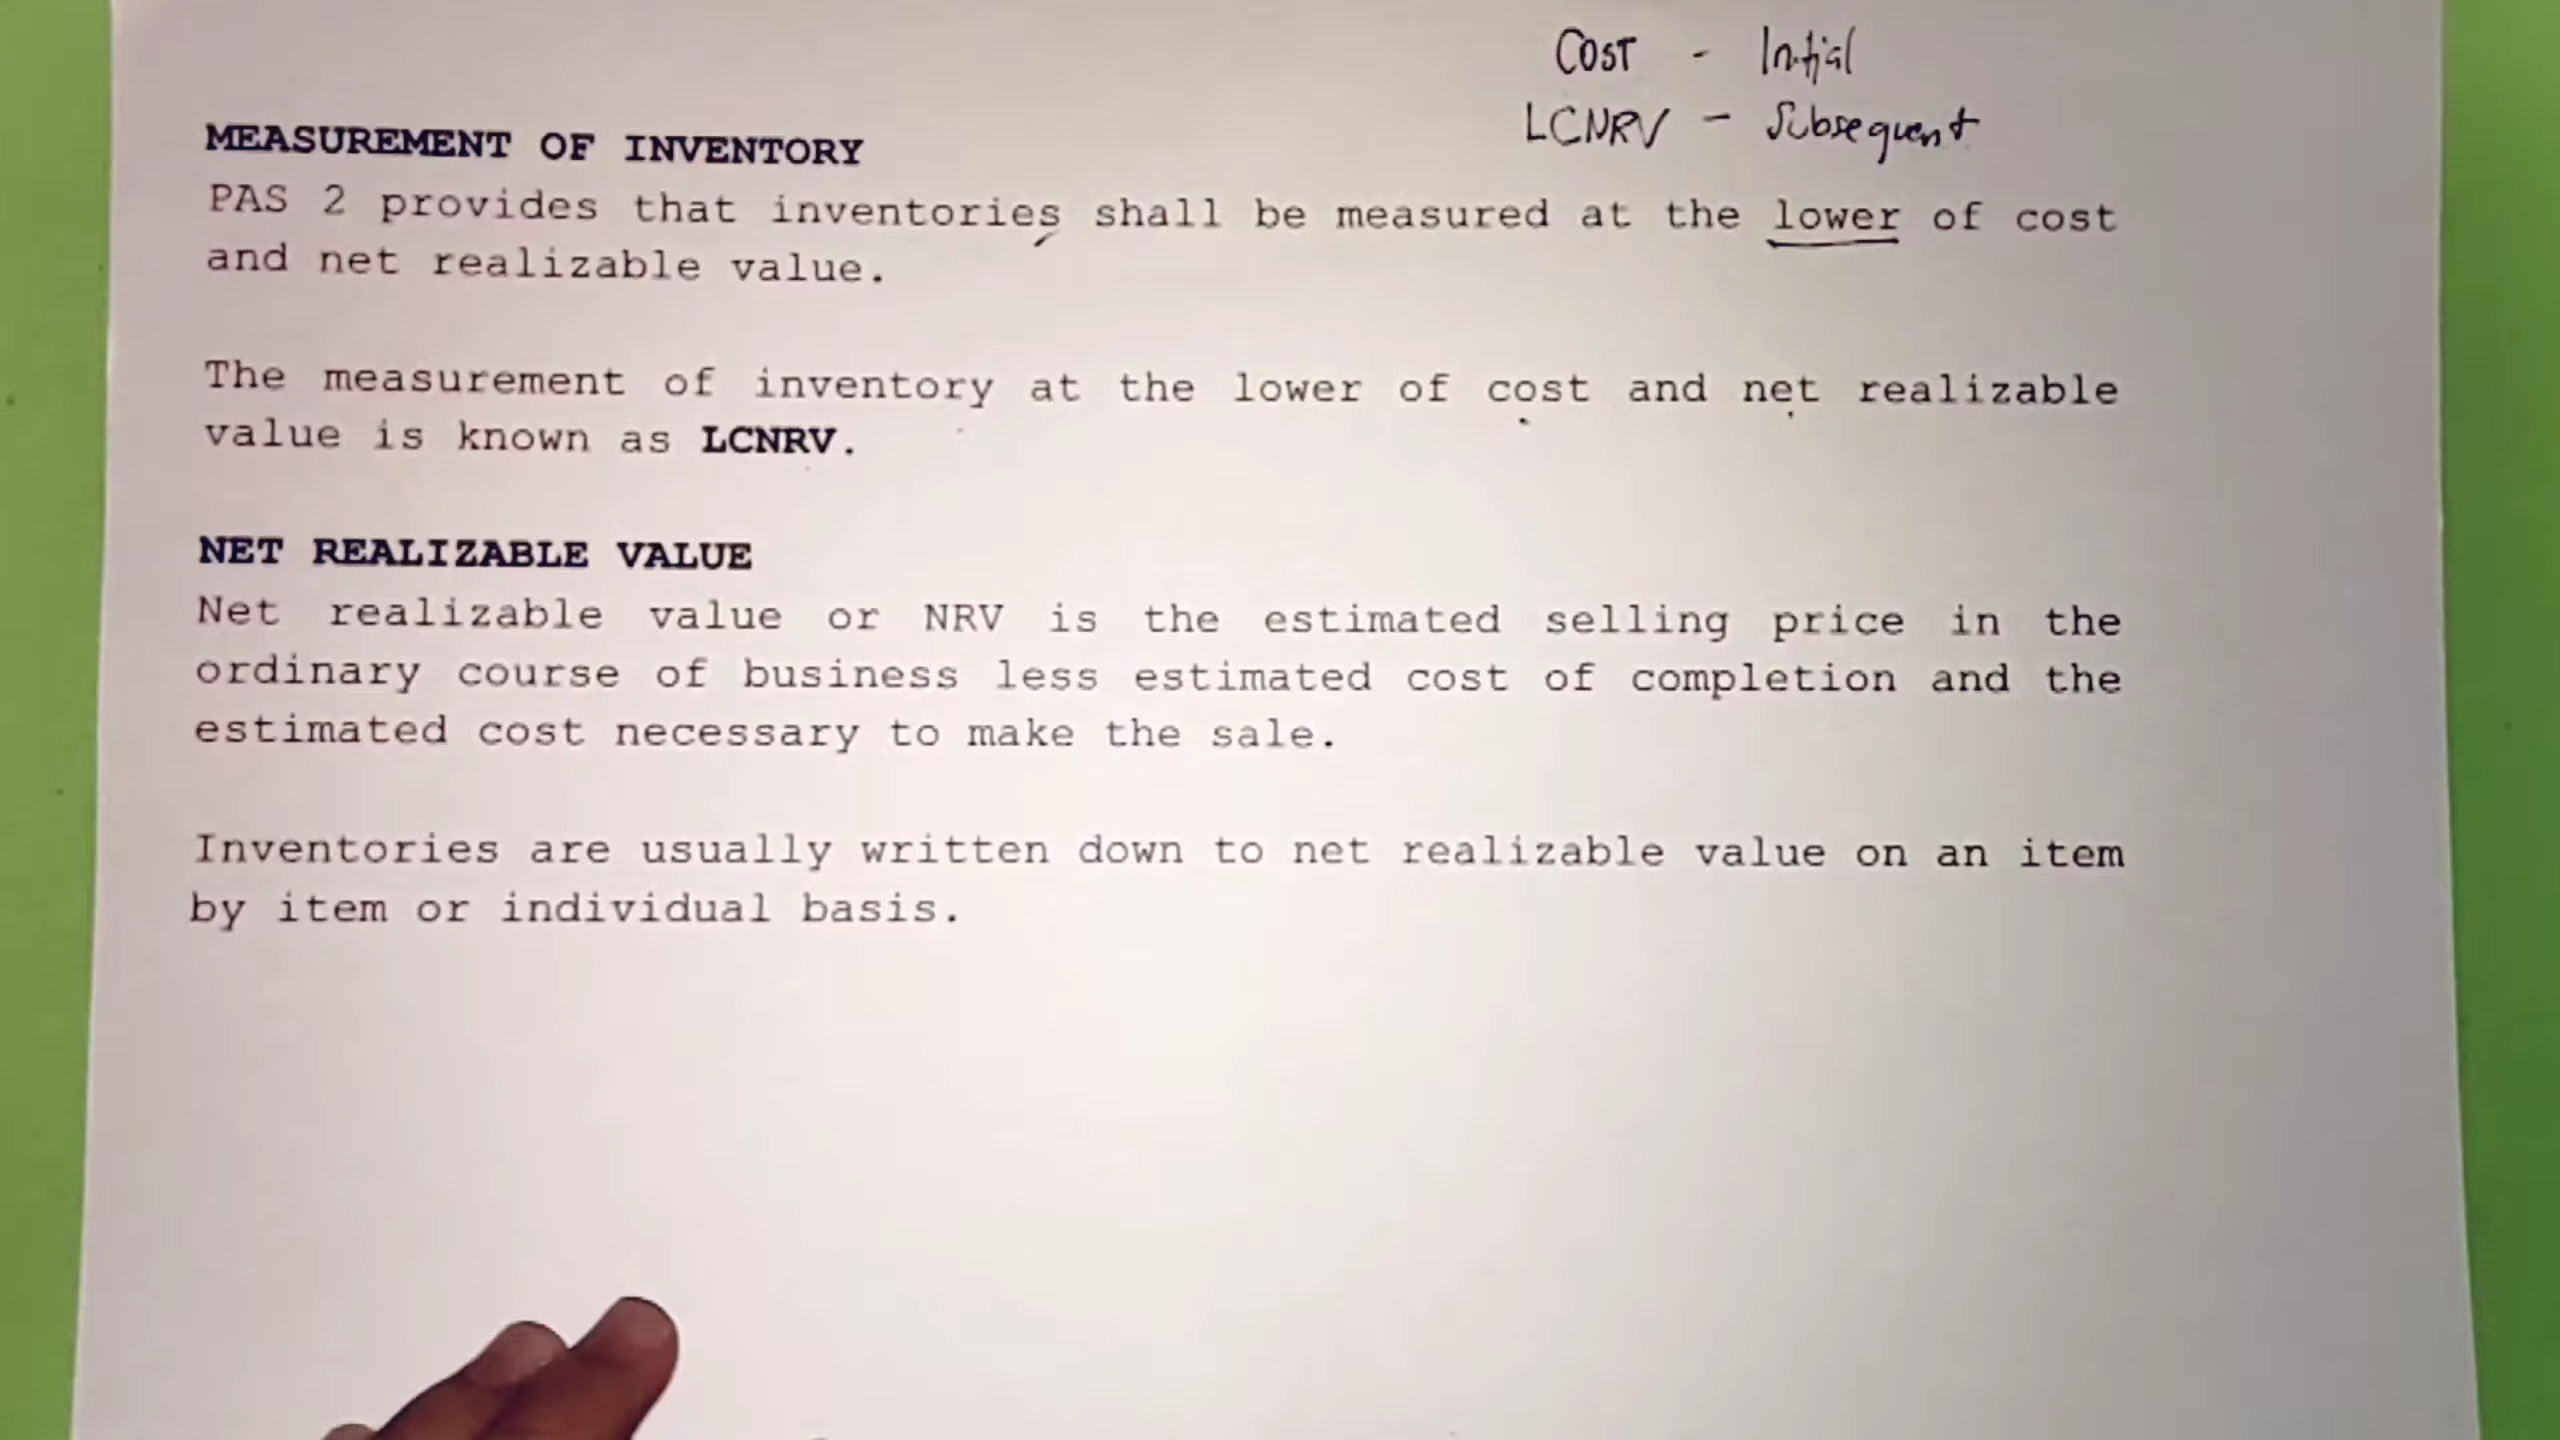 COST - Initial
LCNRV - Subsequent
MEASUREMENT OF INVENTORY
PAS 2 provides that inventories shall be measured at the lower of cost
and net realizable value.
The measurement of inventory at the lower of cost and net realizable
value is known as LCNRV.
NET REALIZABLE VALUE
Net realizable value or NRV is the estimated selling price in the
ordinary course of business less estimated cost of completion and the
estimated cost necessary to make the sale.
Inventories are usually written down to net realizable value on an item
by item or individual basis.